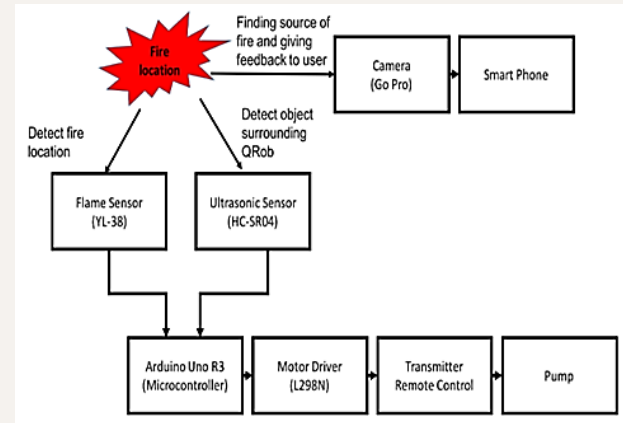 Finding source of
fire and giving
feedback to user
Fire
location
Camera
(Go Pro)
Smart Phone
Detect fire
location
Detect object
surrounding
QRob
Flame Sensor
(YL-38)
Ultrasonic Sensor
(HC-SR04)
Arduino Uno R3
(Microcontroller)
Motor Driver
(L298N)
Transmitter
Remote Control
Pump